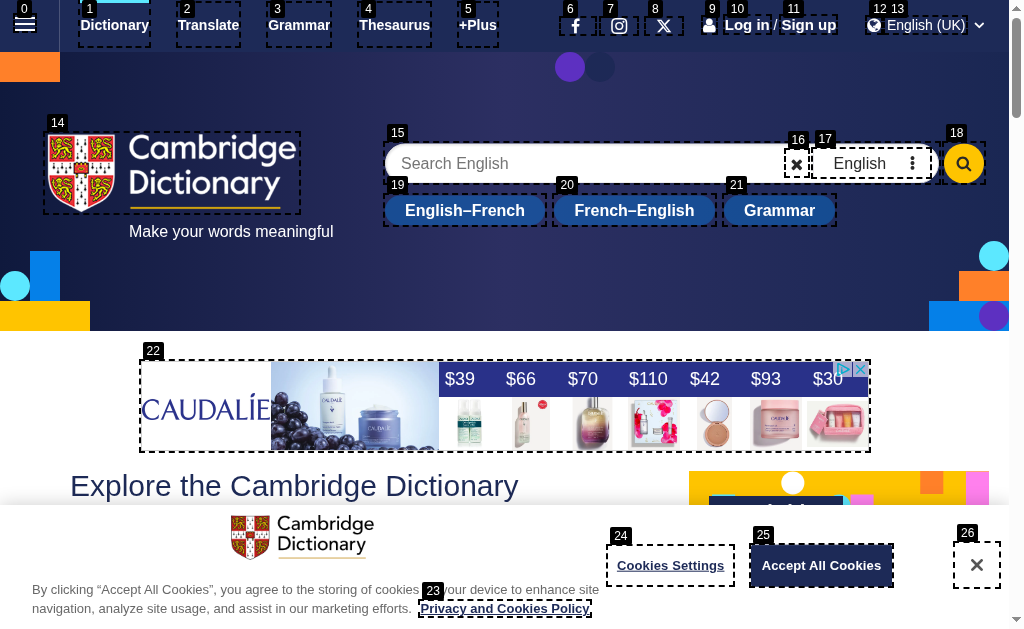 0
1
2
3
4
5
6
7
8
9
10
11
12
13
Dictionary
Translate
Grammar
Thesaurus
+Plus
Log in / Sign up
English (UK)
14
Cambridge
Dictionary
Make your words meaningful
15
16
17
18
Search English
English
19
20
21
English–French
French–English
Grammar
22
CAUDALÍE
$39
$66
$70
$110
$42
$93
$30
Explore the Cambridge Dictionary
Cambridge
Dictionary
By clicking “Accept All Cookies”, you agree to the storing of cookies your device to enhance site
23
navigation, analyze site usage, and assist in our marketing efforts. Privacy and Cookies Policy
24
Cookies Settings
25
Accept All Cookies
26